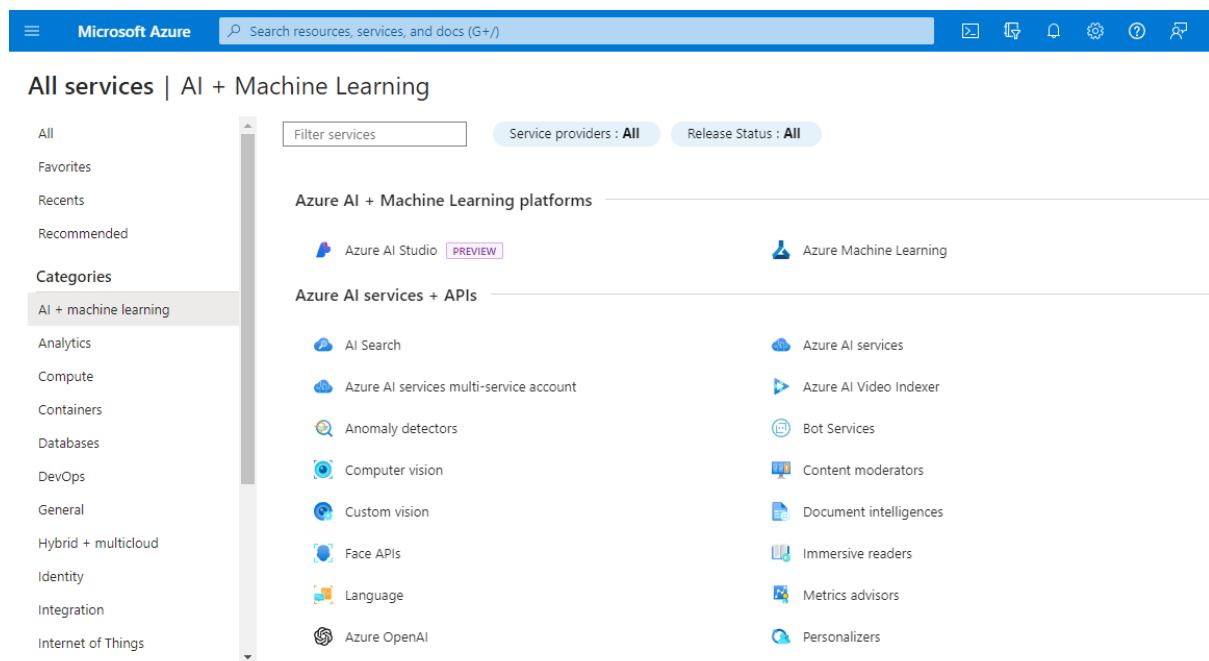 Microsoft Azure
Search resources, services, and docs (G+/)
All services | AI + Machine Learning
All
Favorites
Recents
Recommended
Categories
AI + machine learning
Analytics
Compute
Containers
Databases
DevOps
General
Hybrid + multicloud
Identity
Integration
Internet of Things
Filter services
Service providers : All
Release Status : All
Azure AI + Machine Learning platforms
Azure AI Studio PREVIEW
Azure Machine Learning
Azure AI services + APIs
AI Search
Azure AI services
Azure AI services multi-service account
Azure AI Video Indexer
Anomaly detectors
Bot Services
Computer vision
Content moderators
Custom vision
Document intelligences
Face APIs
Immersive readers
Language
Metrics advisors
Azure OpenAI
Personalizers